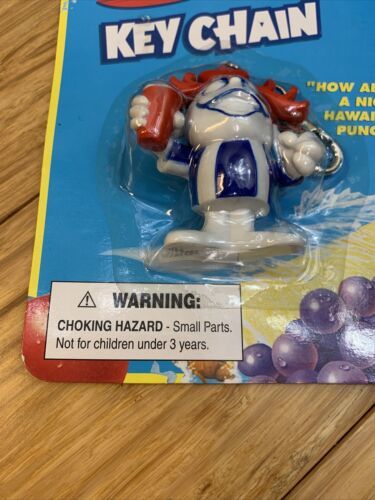 KEY CHAIN
"HOW A
A NI
HAWAI
PUNC
⚠ WARNING:
CHOKING HAZARD - Small Parts.
Not for children under 3 years.